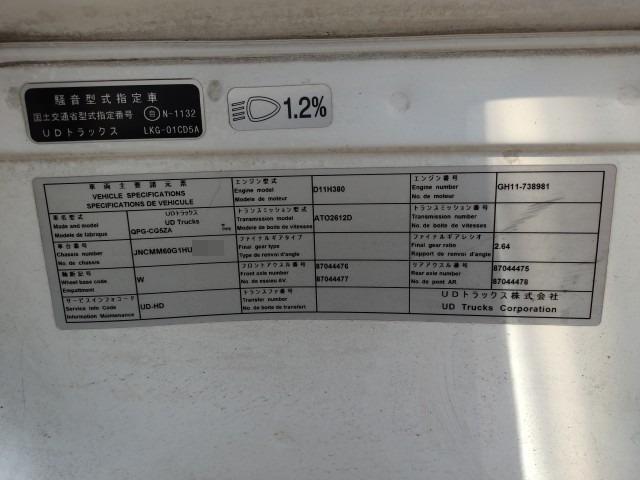 騒音型式指定車
国土交通省型式指定番号 自 N-1132
UDトラックス LKG-01CD5A
1.2%
車両主要諸元票
VEHICLE SPECIFICATIONS
SPECIFICATIONS DE VEHICULE
車名型式
Make and model
Modèle de fabrique
UDトラックス
UD Trucks
QPG-CG5ZA
車台番号
Chassis number
No. de chassis
JNCMM60G1HU
軸距記号
Wheel base code
Empattement
W
サービスインフォコード
Service info Code
Information Maintenance
UD-HD
エンジン型式
Engine model
Modèle de moteur
D11H380
トランスミッション型式
Transmission model
Modèle de boite de vitesses
ATO2612D
ファイナルギアタイプ
Final gear type
Type de renvoi d'angle
フロントアクスル番号
Front axle number
No. de essieu AV.
87044476
87044477
トランスファ番号
Transfer number
No. de boite de transfert
エンジン番号
Engine number
No. de moteur
GH11-738981
トランスミッション番号
Transmission number
No. de boite de vitesses
ファイナルギアレシオ
Final gear ratio
Rapport de renvoi d'angle
2.64
リアアクスル番号
Rear axle number
No. de pont AR.
87044475
87044478
UDトラックス株式会社
UD Trucks Corporation